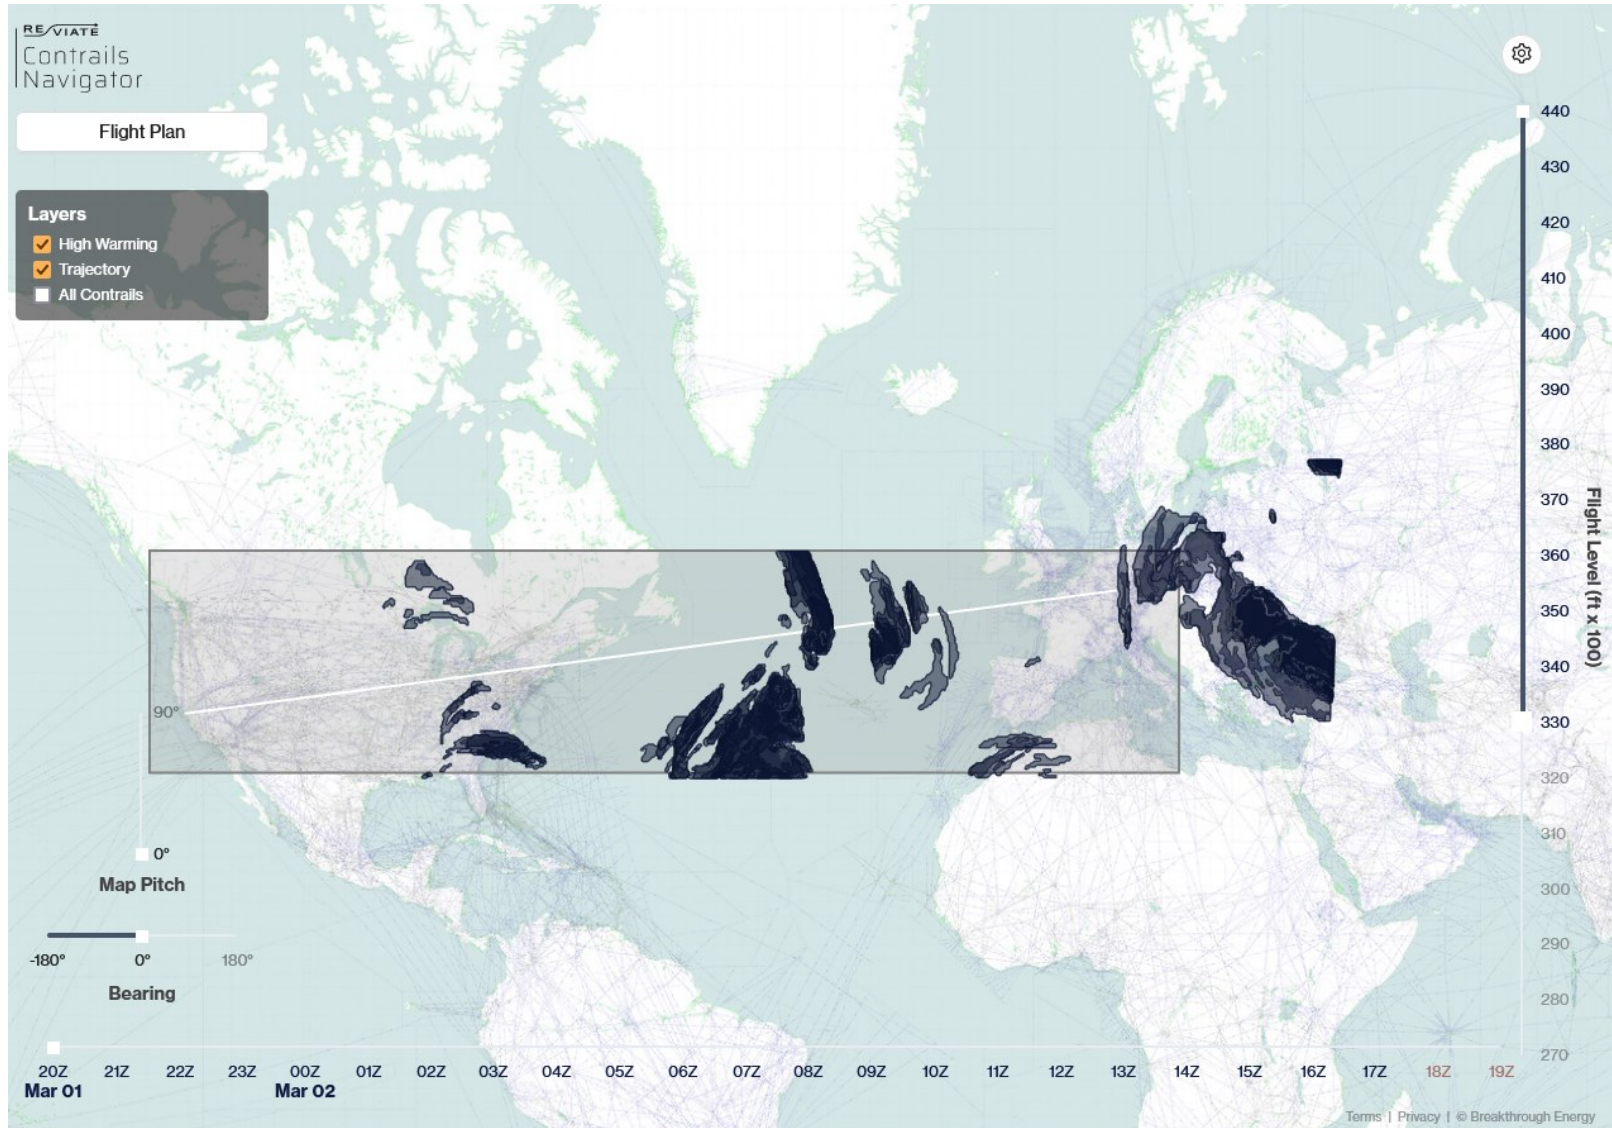 RE/VIATE
Contrails
Navigator
Flight Plan
Layers
High Warming
Trajectory
All Contrails
90°
0°
Map Pitch
-180°
0°
180°
Bearing
440
430
420
410
400
390
380
370
360
350
340
330
320
310
300
290
280
270
Flight Level (ft x 100)
20Z 21Z 22Z 23Z 00Z 01Z 02Z 03Z 04Z 05Z 06Z 07Z 08Z 09Z 10Z 11Z 12Z 13Z 14Z 15Z 16Z 17Z 18Z 19Z
Mar 01 Mar 02
Terms | Privacy | © Breakthrough Energy